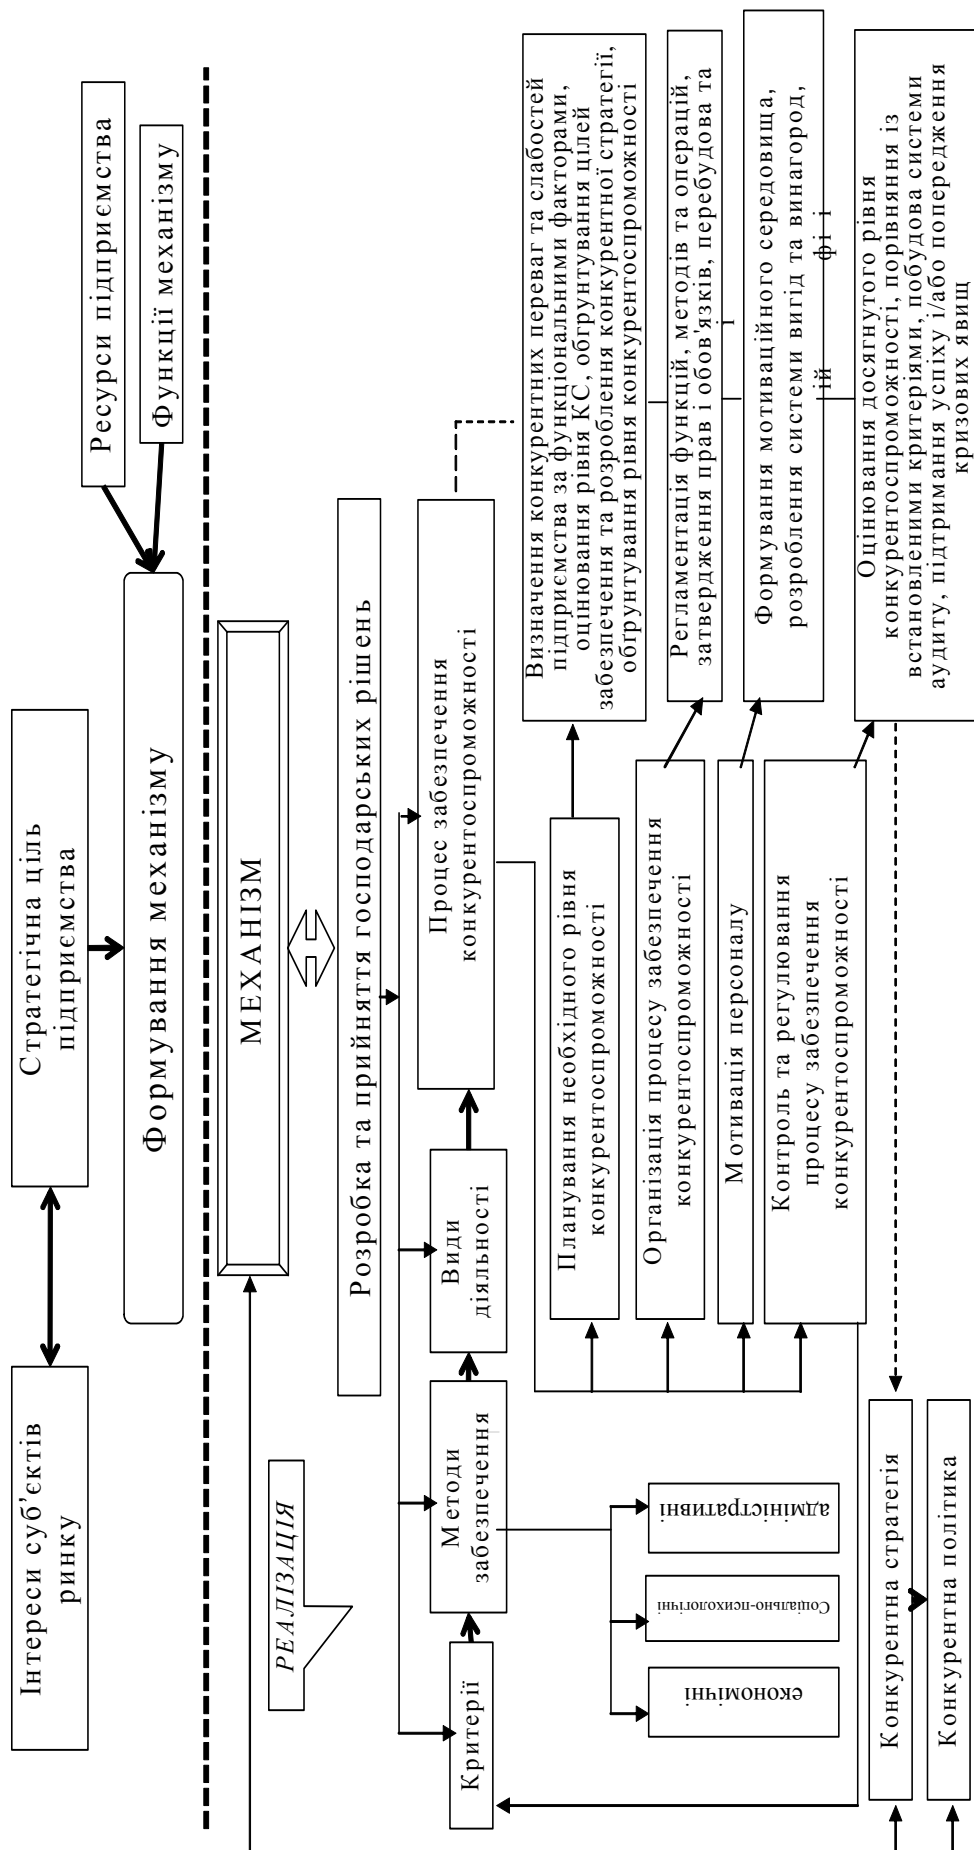 Інтереси суб’єктів
ринку
Стратегічна ціль
підприємства
Ресурси підприємства
Функції механізму
Формування механізму
МЕХАНІЗМ
РЕАЛІЗАЦІЯ
Розробка та прийняття господарських рішень
Критерії
Методи
забезпечення
Види
діяльності
Процес забезпечення
конкурентоспроможності
економічні
Соціально-психологічні
адміністративні
Планування необхідного рівня
конкурентоспроможності
Організація процесу забезпечення
конкурентоспроможності
Мотивація персоналу
Контроль та регулювання
процесу забезпечення
конкурентоспроможності
Визначення конкурентних переваг та слабостей
підприємства за функціональними факторами,
оцінювання рівня КС, обгрунтування цілей
забезпечення та розроблення конкурентної стратегії,
обґрунтування рівня конкурентоспроможності
Регламентація функцій, методів та операцій,
затвердження прав і обов'язків, перебудова та
Формування мотиваційного середовища,
розроблення системи вигід та винагород,
Оцінювання досягнутого рівня
конкурентоспроможності, порівняння із
встановленими критеріями, побудова системи
аудиту, підтримання успіху і/або попередження
кризових явищ
Конкурентна стратегія
Конкурентна політика